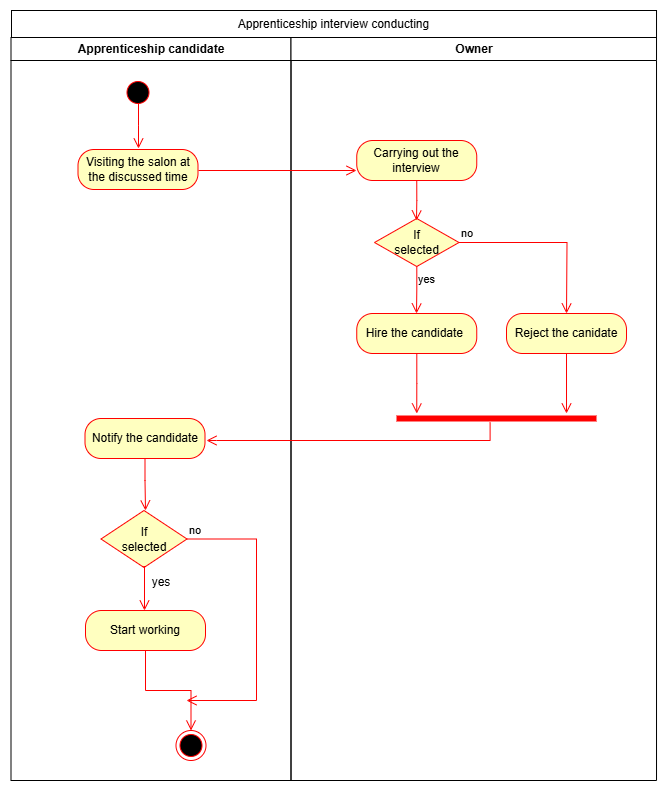 Apprenticeship interview conducting
Apprenticeship candidate
Owner
Visiting the salon at
the discussed time
Carrying out the
interview
If
selected
no
yes
Hire the candidate
Reject the canidate
Notify the candidate
If
selected
no
yes
Start working